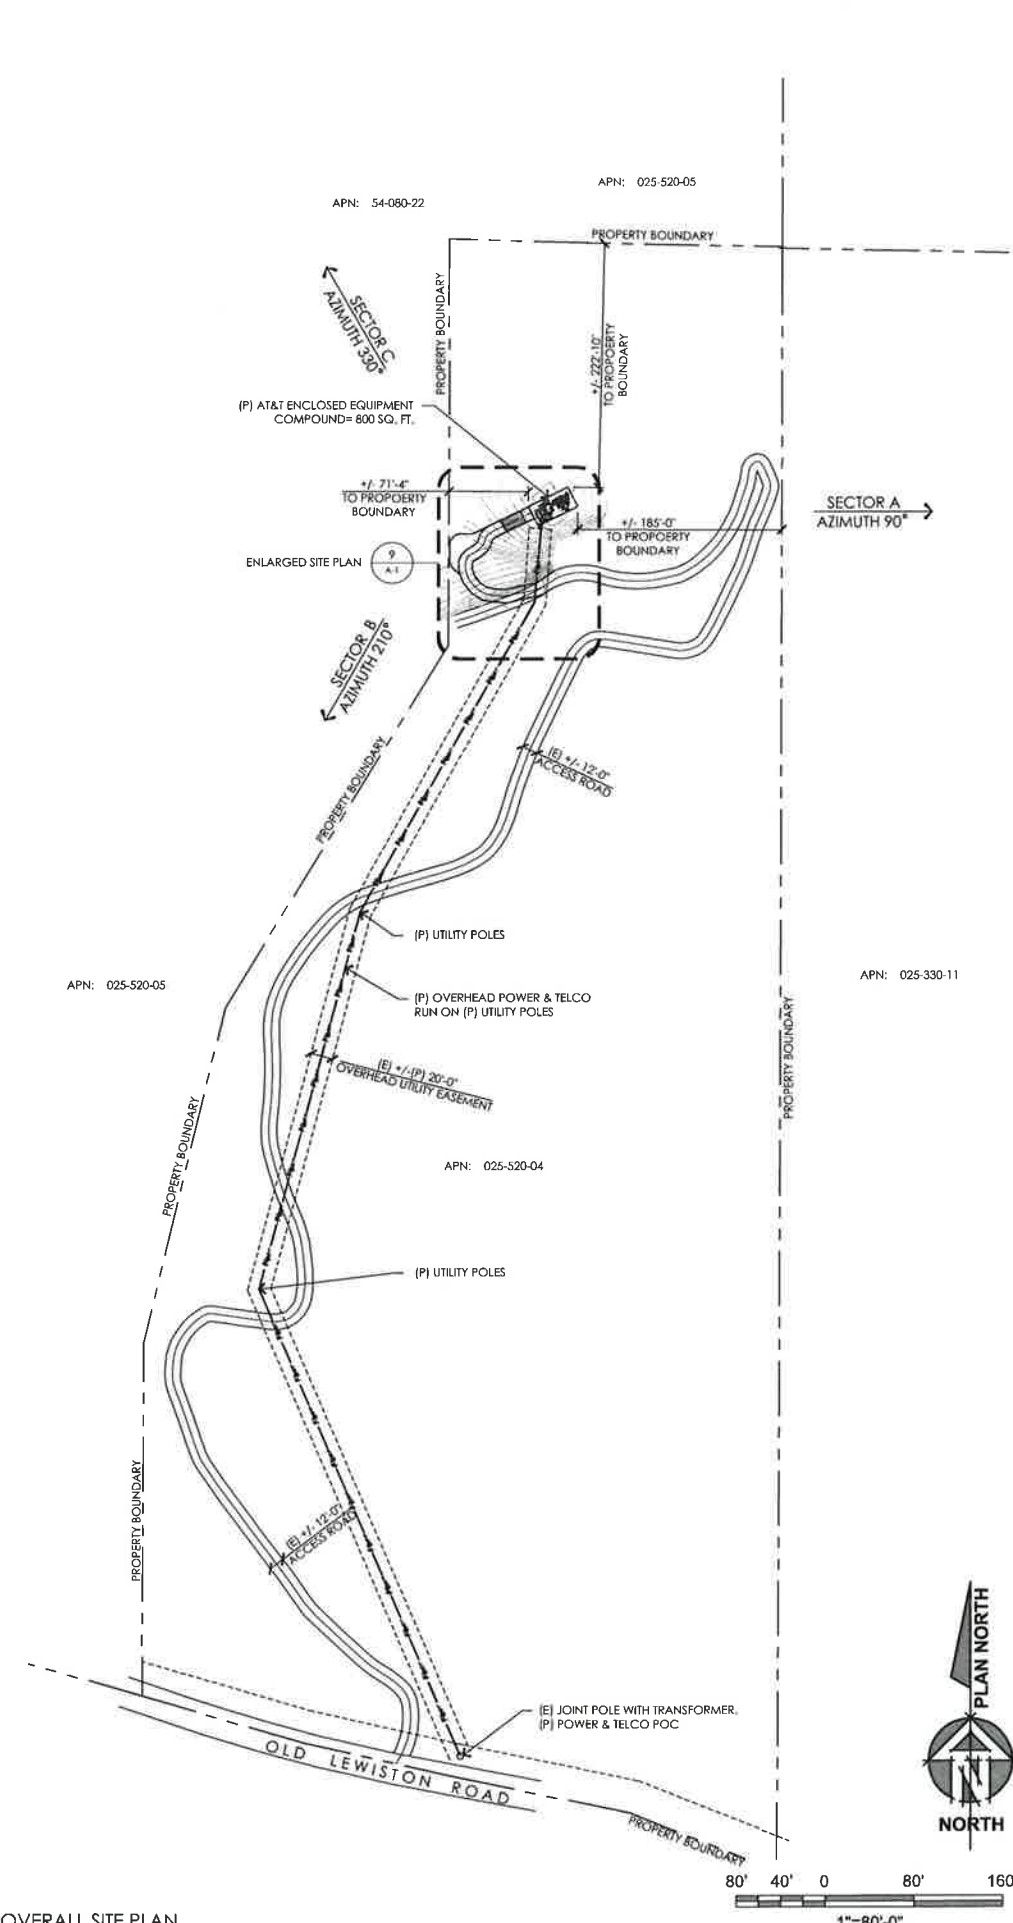 APN: 025-520-05
APN: 54-080-22
PROPERTY BOUNDARY
PROPERTY BOUNDARY
SECTOR C
AZIMUTH 330°
+/- 222'-10"
TO PROPOERTY
BOUNDARY
(P) AT&T ENCLOSED EQUIPMENT
COMPOUND= 800 SQ. FT.
+/- 71'-4"
TO PROPOERTY
BOUNDARY
SECTOR A
AZIMUTH 90°
+/- 185'-0"
TO PROPOERTY
BOUNDARY
ENLARGED SITE PLAN
9
A-1
SECTOR B
AZIMUTH 210°
PROPERTY BOUNDARY
(E) +/- 12'-0"
ACCESS ROAD
(P) UTILITY POLES
APN: 025-520-05
APN: 025-330-11
(P) OVERHEAD POWER & TELCO
RUN ON (P) UTILITY POLES
PROPERTY BOUNDARY
(E) +/-(P) 20'-0"
OVERHEAD UTILITY EASEMENT
PROPERTY BOUNDARY
APN: 025-520-04
(P) UTILITY POLES
PROPERTY BOUNDARY
(E) +/- 12'-0"
ACCESS ROAD
(E) JOINT POLE WITH TRANSFORMER,
(P) POWER & TELCO POC
OLD LEWISTON ROAD
PROPERTY BOUNDARY
PLAN NORTH
N
NORTH
80' 40' 0 80' 160
1"=80'-0"
OVERALL SITE PLAN